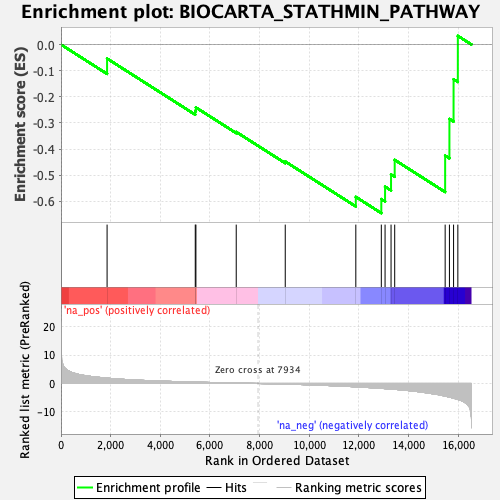 Enrichment plot: BIOCARTA_STATHMIN_PATHWAY
Enrichment score (ES)
0.0
-0.1
-0.2
-0.3
-0.4
-0.5
-0.6
'na_pos' (positively correlated)
Ranked list metric (PreRanked)
20
10
0
-10
Zero cross at 7934
'na_neg' (negatively correlated)
0 2,000 4,000 6,000 8,000 10,000 12,000 14,000 16,000
Rank in Ordered Dataset
Enrichment profile Hits Ranking metric scores